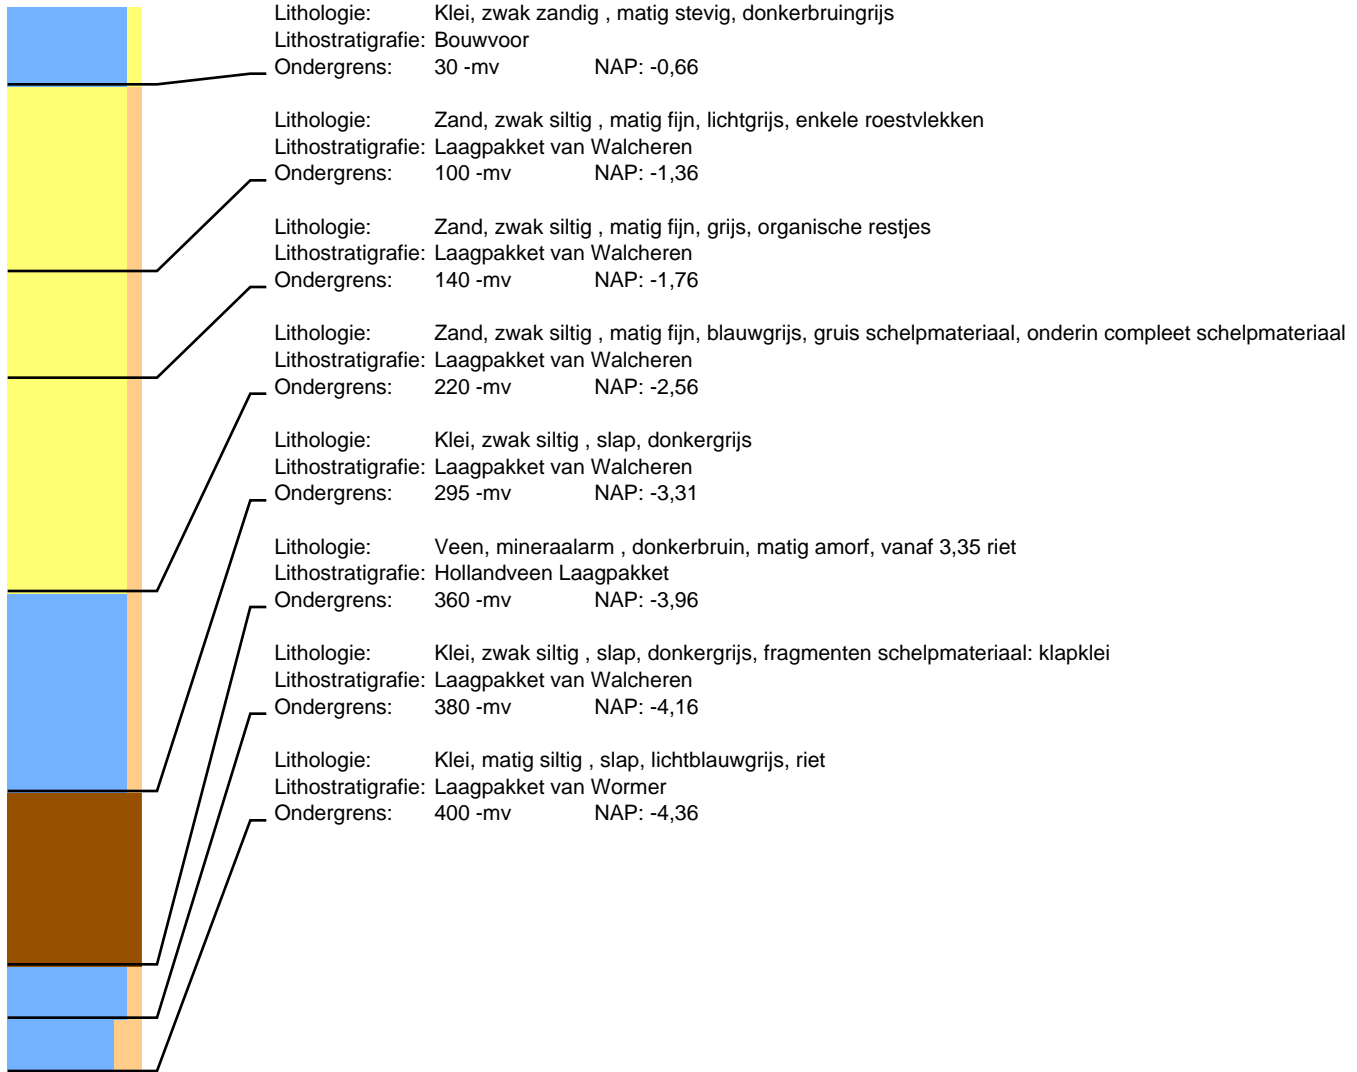 Lithologie: Klei, zwak zandig , matig stevig, donkerbruingrijs
Lithostratigrafie: Bouwvoor
Ondergrens: 30 -mv NAP: -0,66
Lithologie: Zand, zwak siltig , matig fijn, lichtgrijs, enkele roestvlekken
Lithostratigrafie: Laagpakket van Walcheren
Ondergrens: 100 -mv NAP: -1,36
Lithologie: Zand, zwak siltig , matig fijn, grijs, organische restjes
Lithostratigrafie: Laagpakket van Walcheren
Ondergrens: 140 -mv NAP: -1,76
Lithologie: Zand, zwak siltig , matig fijn, blauwgrijs, gruis schelpmateriaal, onderin compleet schelpmateriaal
Lithostratigrafie: Laagpakket van Walcheren
Ondergrens: 220 -mv NAP: -2,56
Lithologie: Klei, zwak siltig , slap, donkergrijs
Lithostratigrafie: Laagpakket van Walcheren
Ondergrens: 295 -mv NAP: -3,31
Lithologie: Veen, mineraalarm , donkerbruin, matig amorf, vanaf 3,35 riet
Lithostratigrafie: Hollandveen Laagpakket
Ondergrens: 360 -mv NAP: -3,96
Lithologie: Klei, zwak siltig , slap, donkergrijs, fragmenten schelpmateriaal: klapklei
Lithostratigrafie: Laagpakket van Walcheren
Ondergrens: 380 -mv NAP: -4,16
Lithologie: Klei, matig siltig , slap, lichtblauwgrijs, riet
Lithostratigrafie: Laagpakket van Wormer
Ondergrens: 400 -mv NAP: -4,36